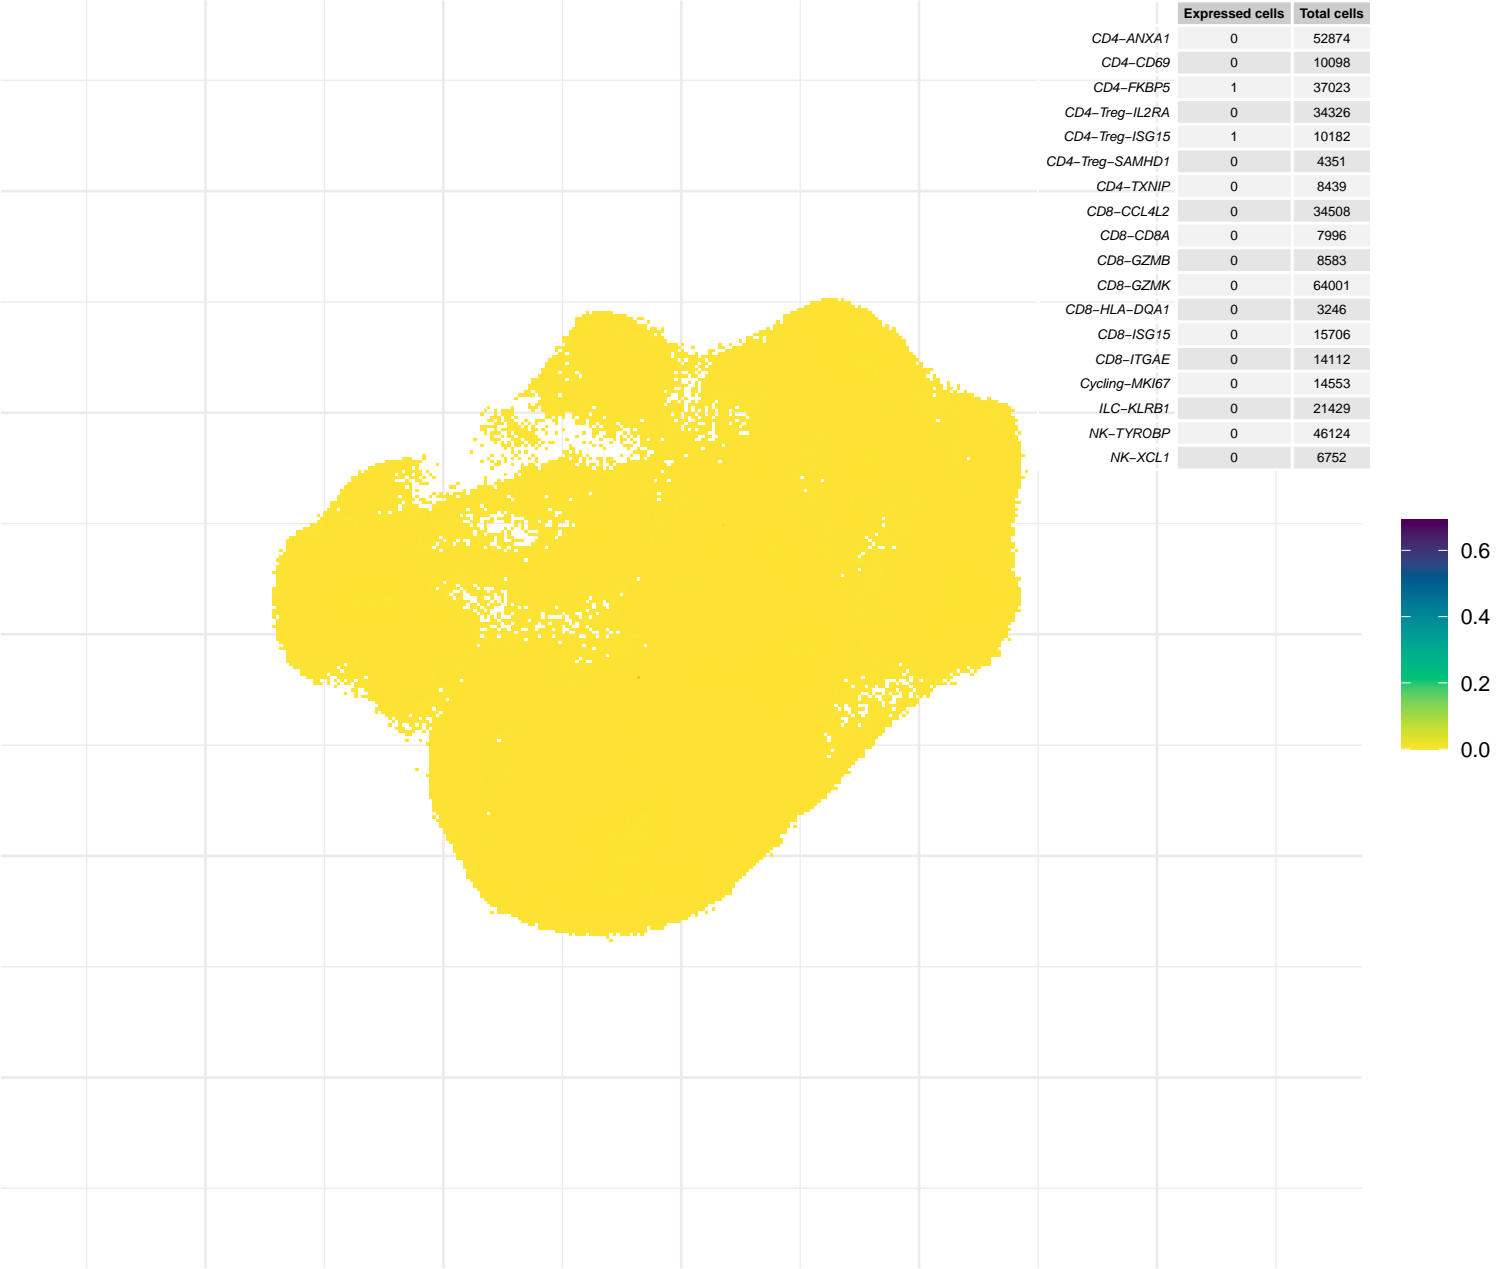 Expressed cells Total cells
CD4−ANXA1 0 52874
CD4−CD69 0 10098
CD4−FKBP5 1 37023
CD4−Treg−IL2RA 0 34326
CD4−Treg−ISG15 1 10182
CD4−Treg−SAMHD1 0 4351
CD4−TXNIP 0 8439
CD8−CCL4L2 0 34508
CD8−CD8A 0 7996
CD8−GZMB 0 8583
CD8−GZMK 0 64001
CD8−HLA−DQA1 0 3246
CD8−ISG15 0 15706
CD8−ITGAE 0 14112
Cycling−MKI67 0 14553
ILC−KLRB1 0 21429
NK−TYROBP 0 46124
NK−XCL1 0 6752
0.6
0.4
0.2
0.0